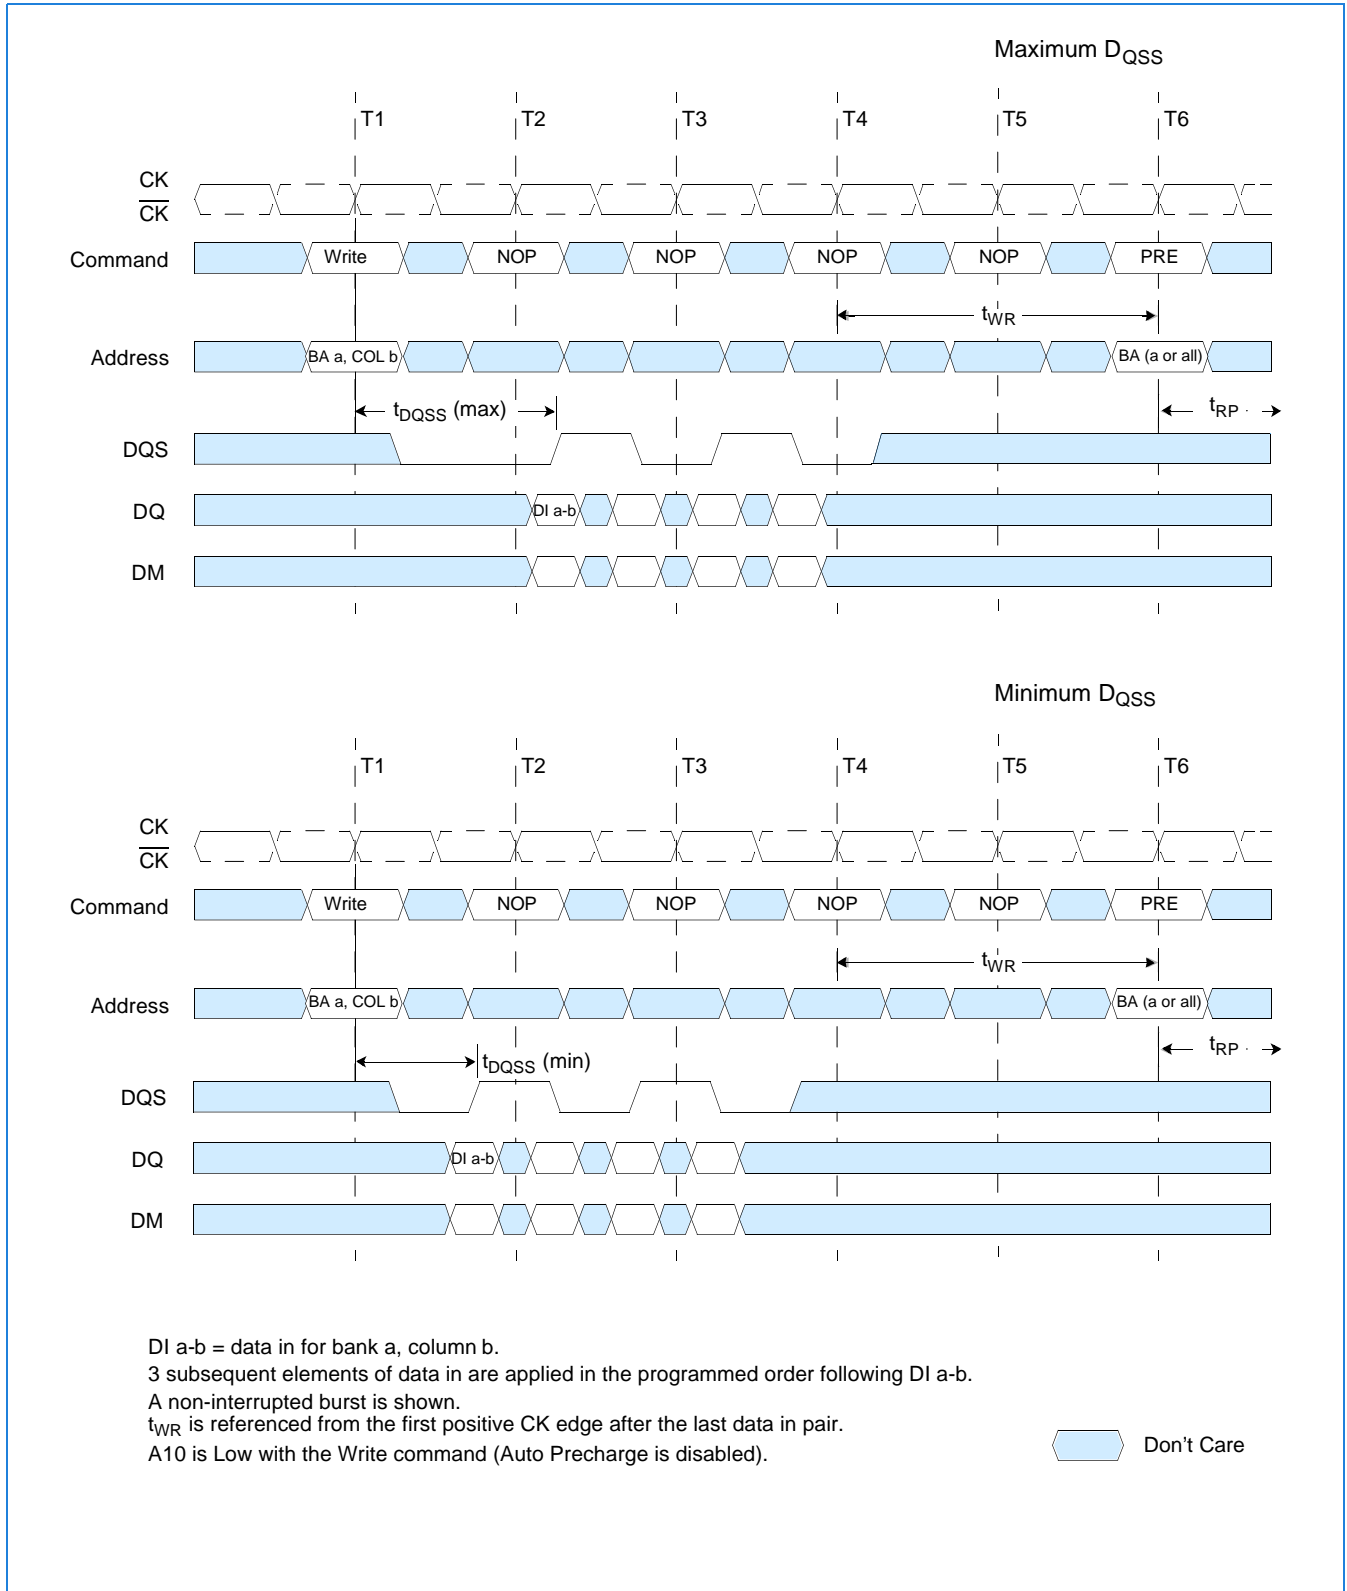 Maximum DQSS
T1 T2 T3 T4 T5 T6
CK
CK
Command Write NOP NOP NOP NOP PRE
tWR
Address BA a, COL b BA (a or all)
tDQSS (max) tRP
DQS
DQ DI a-b
DM
Minimum DQSS
T1 T2 T3 T4 T5 T6
CK
CK
Command Write NOP NOP NOP NOP PRE
tWR
Address BA a, COL b BA (a or all)
tDQSS (min) tRP
DQS
DQ DI a-b
DM
DI a-b = data in for bank a, column b.
3 subsequent elements of data in are applied in the programmed order following DI a-b.
A non-interrupted burst is shown.
tWR is referenced from the first positive CK edge after the last data in pair.
A10 is Low with the Write command (Auto Precharge is disabled).
Don't Care